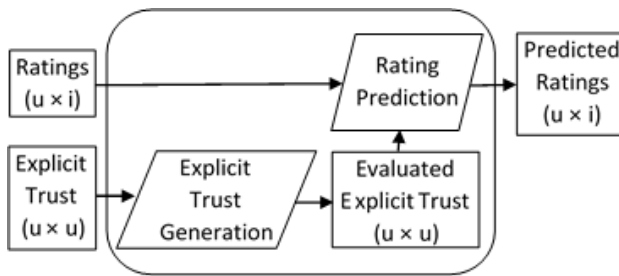 Ratings
(u × i)
Rating
Prediction
Predicted
Ratings
(u × i)
Explicit
Trust
(u × u)
Explicit
Trust
Generation
Evaluated
Explicit Trust
(u × u)